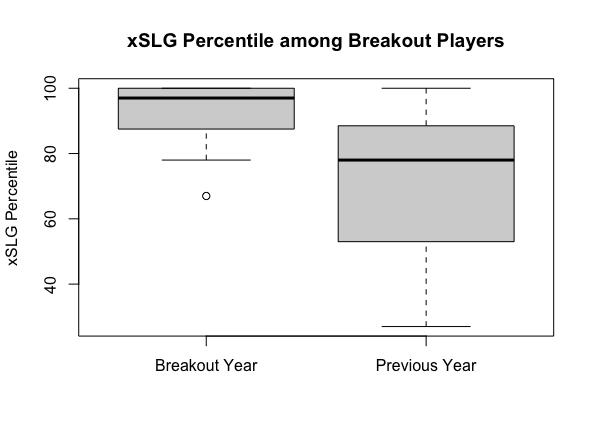 xSLG Percentile among Breakout Players
xSLG Percentile
100
80
60
40
Breakout Year
Previous Year